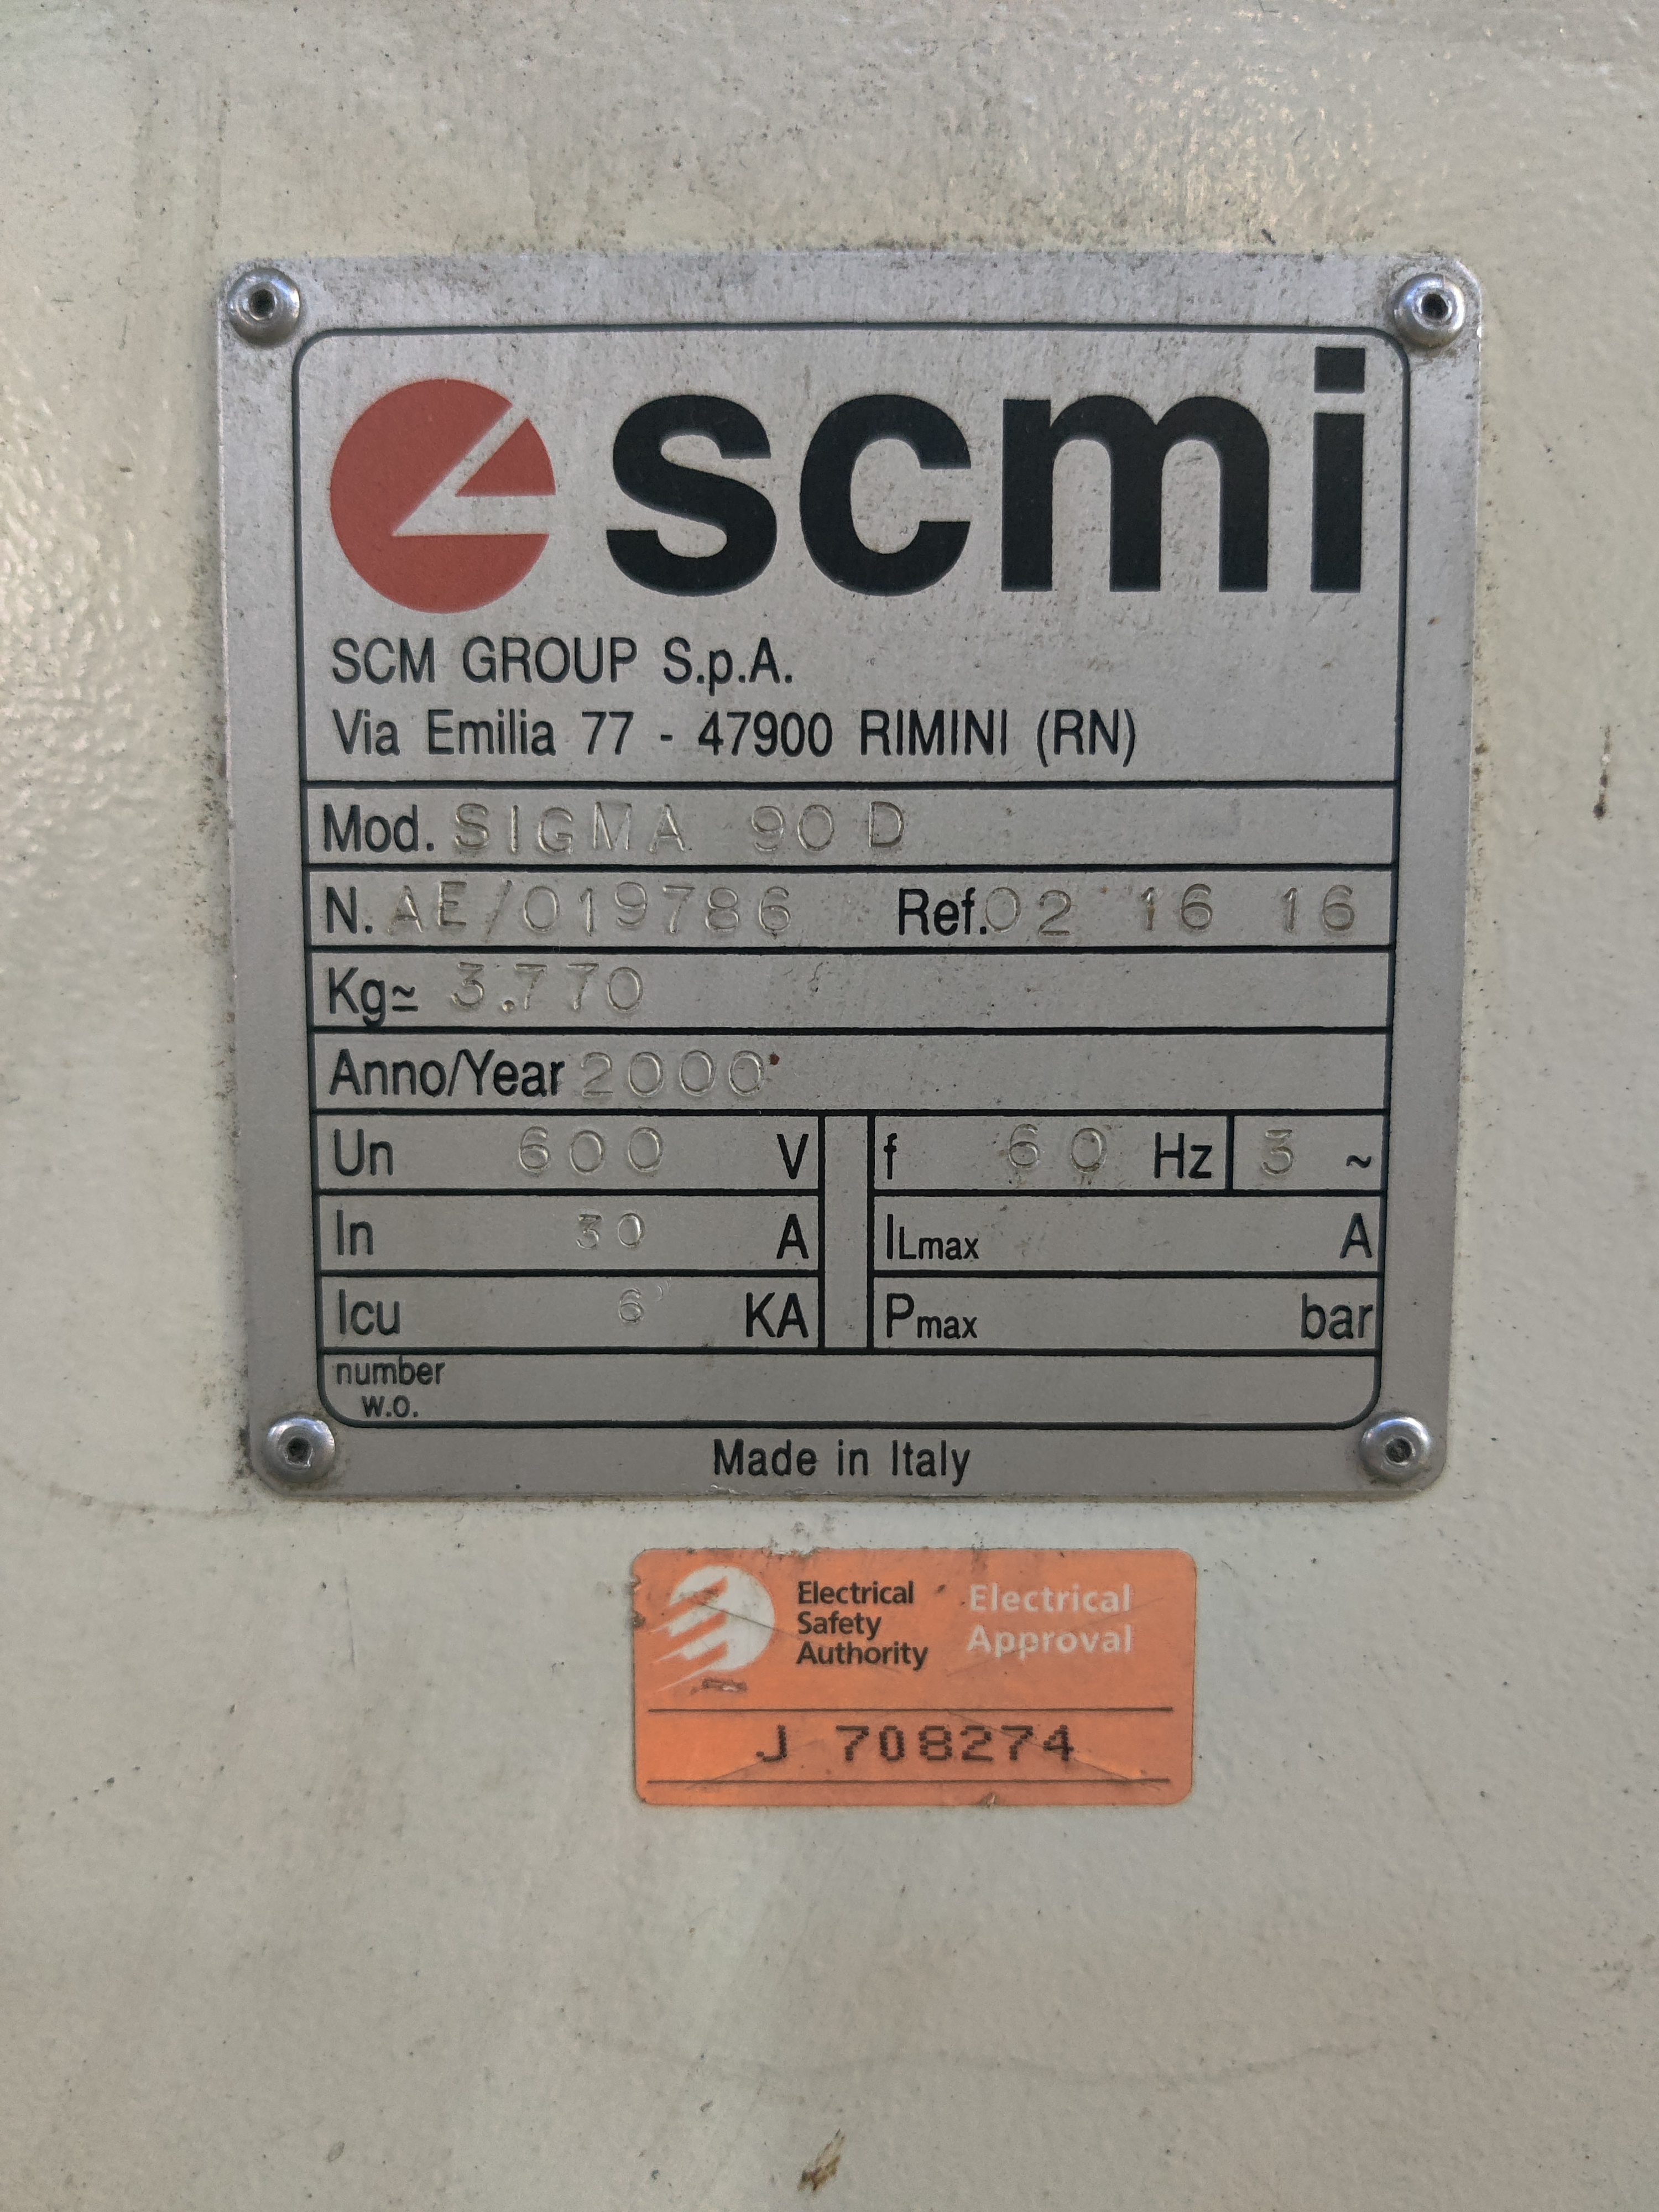 scmi
SCM GROUP S.p.A.
Via Emilia 77 - 47900 RIMINI (RN)
Mod. SIGMA 90 D
N. AE/019786 Ref. 02 16 16
Kg≃ 3.770
Anno/Year 2000
Un 600 V f 60 Hz 3 ~
In 30 A ILmax A
Icu 6 KA Pmax bar
number
w.o.
Made in Italy
Electrical
Safety
Authority
Electrical
Approval
J 708274